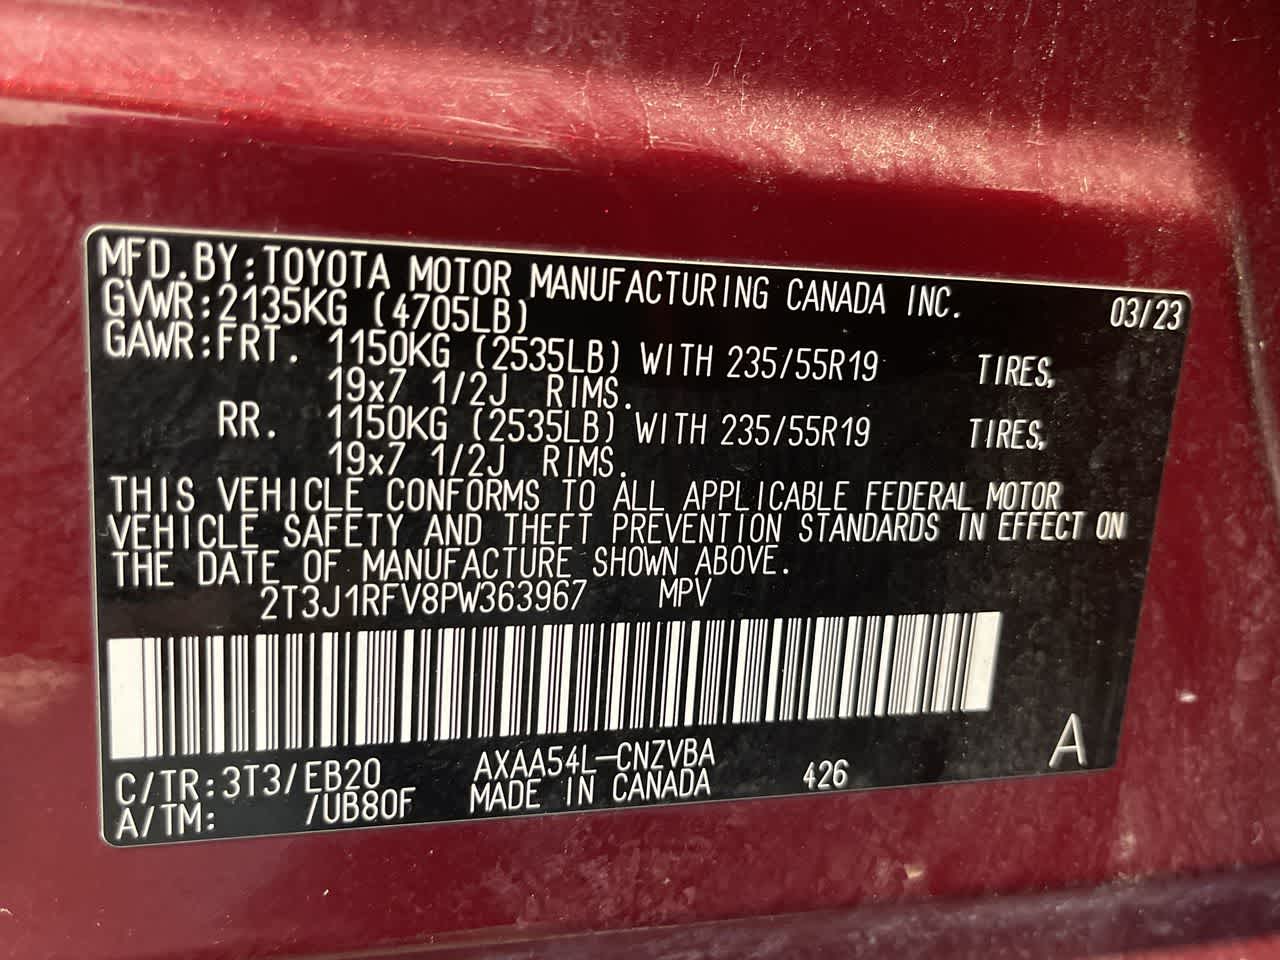 MFD.BY:TOYOTA MOTOR MANUFACTURING CANADA INC. 03/23
GVWR:2135KG (4705LB)
GAWR:FRT. 1150KG (2535LB) WITH 235/55R19 TIRES,
19x7 1/2J RIMS.
RR. 1150KG (2535LB) WITH 235/55R19 TIRES,
19x7 1/2J RIMS.
THIS VEHICLE CONFORMS TO ALL APPLICABLE FEDERAL MOTOR
VEHICLE SAFETY AND THEFT PREVENTION STANDARDS IN EFFECT ON
THE DATE OF MANUFACTURE SHOWN ABOVE.
2T3J1RFV8PW363967 MPV
C/TR:3T3/EB20 AXAA54L-CNZVBA 426 A
A/TM: /UB80F MADE IN CANADA